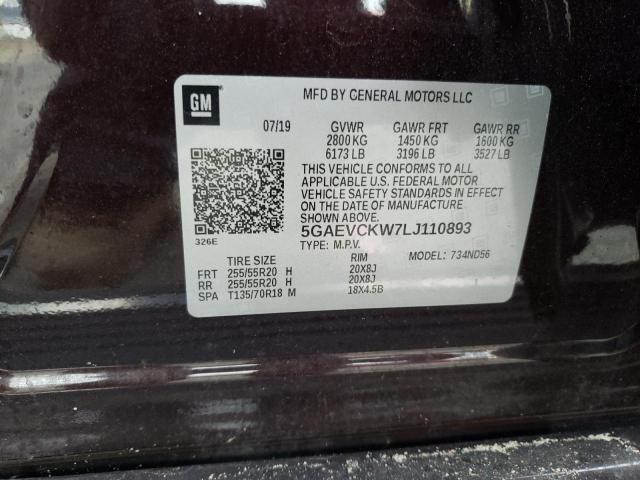 GM
MFD BY GENERAL MOTORS LLC
07/19 GVWR GAWR FRT GAWR RR
2800 KG 1450 KG 1600 KG
6173 LB 3196 LB 3527 LB
THIS VEHICLE CONFORMS TO ALL
APPLICABLE U.S. FEDERAL MOTOR
VEHICLE SAFETY STANDARDS IN EFFECT
ON THE DATE OF MANUFACTURE
SHOWN ABOVE.
326E
5GAEVCKW7LJ110893
TYPE: M.P.V. MODEL: 734ND56
TIRE SIZE RIM
FRT 255/55R20 H 20X8J
RR 255/55R20 H 20X8J
SPA T135/70R18 M 18X4.5B